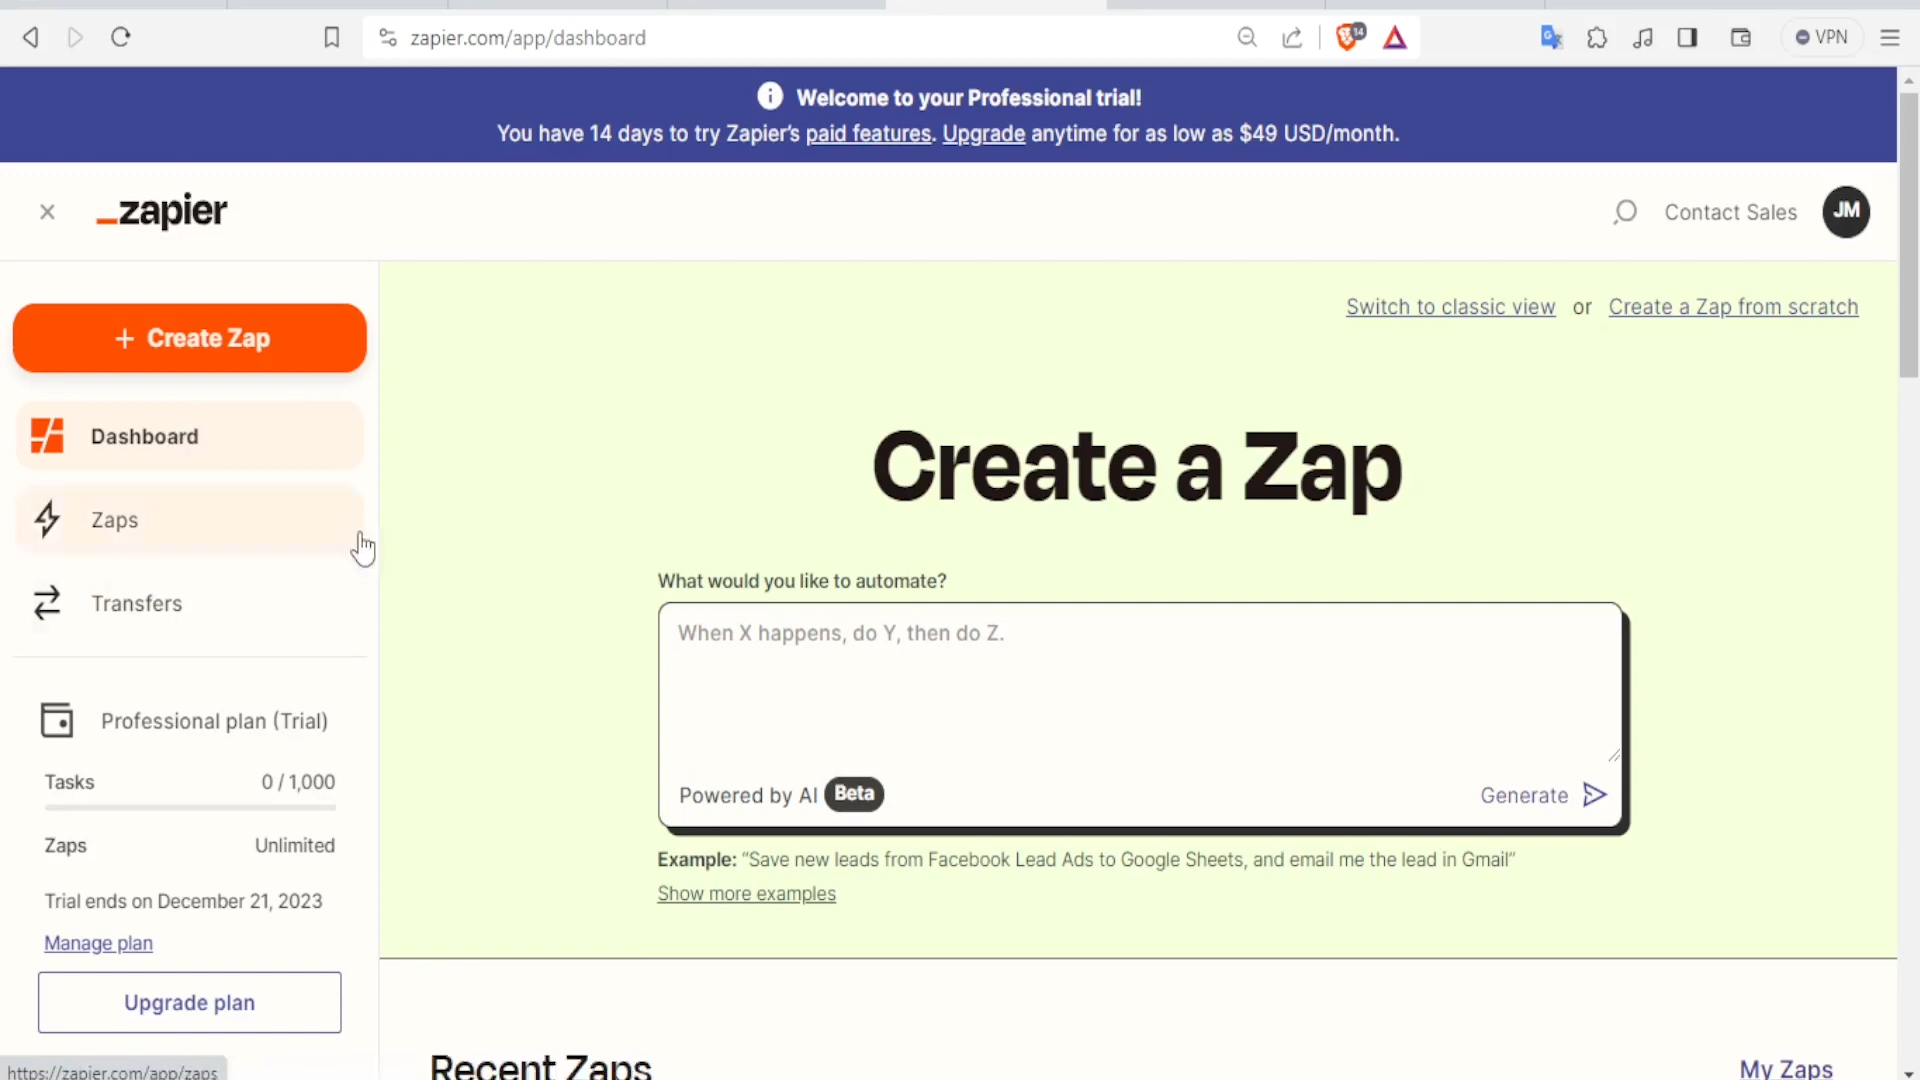 zapier.com/app/dashboard
14
VPN
Welcome to your Professional trial!
You have 14 days to try Zapier's paid features. Upgrade anytime for as low as $49 USD/month.
zapier
Contact Sales
JM
Create Zap
Switch to classic view or Create a Zap from scratch
Dashboard
Zaps
Transfers
Create a Zap
What would you like to automate?
When X happens, do Y, then do Z.
Powered by AI Beta
Generate
Example: “Save new leads from Facebook Lead Ads to Google Sheets, and email me the lead in Gmail”
Show more examples
Professional plan (Trial)
Tasks 0 / 1,000
Zaps Unlimited
Trial ends on December 21, 2023
Manage plan
Upgrade plan
Recent Zaps
My Zaps
https://zapier.com/app/zaps